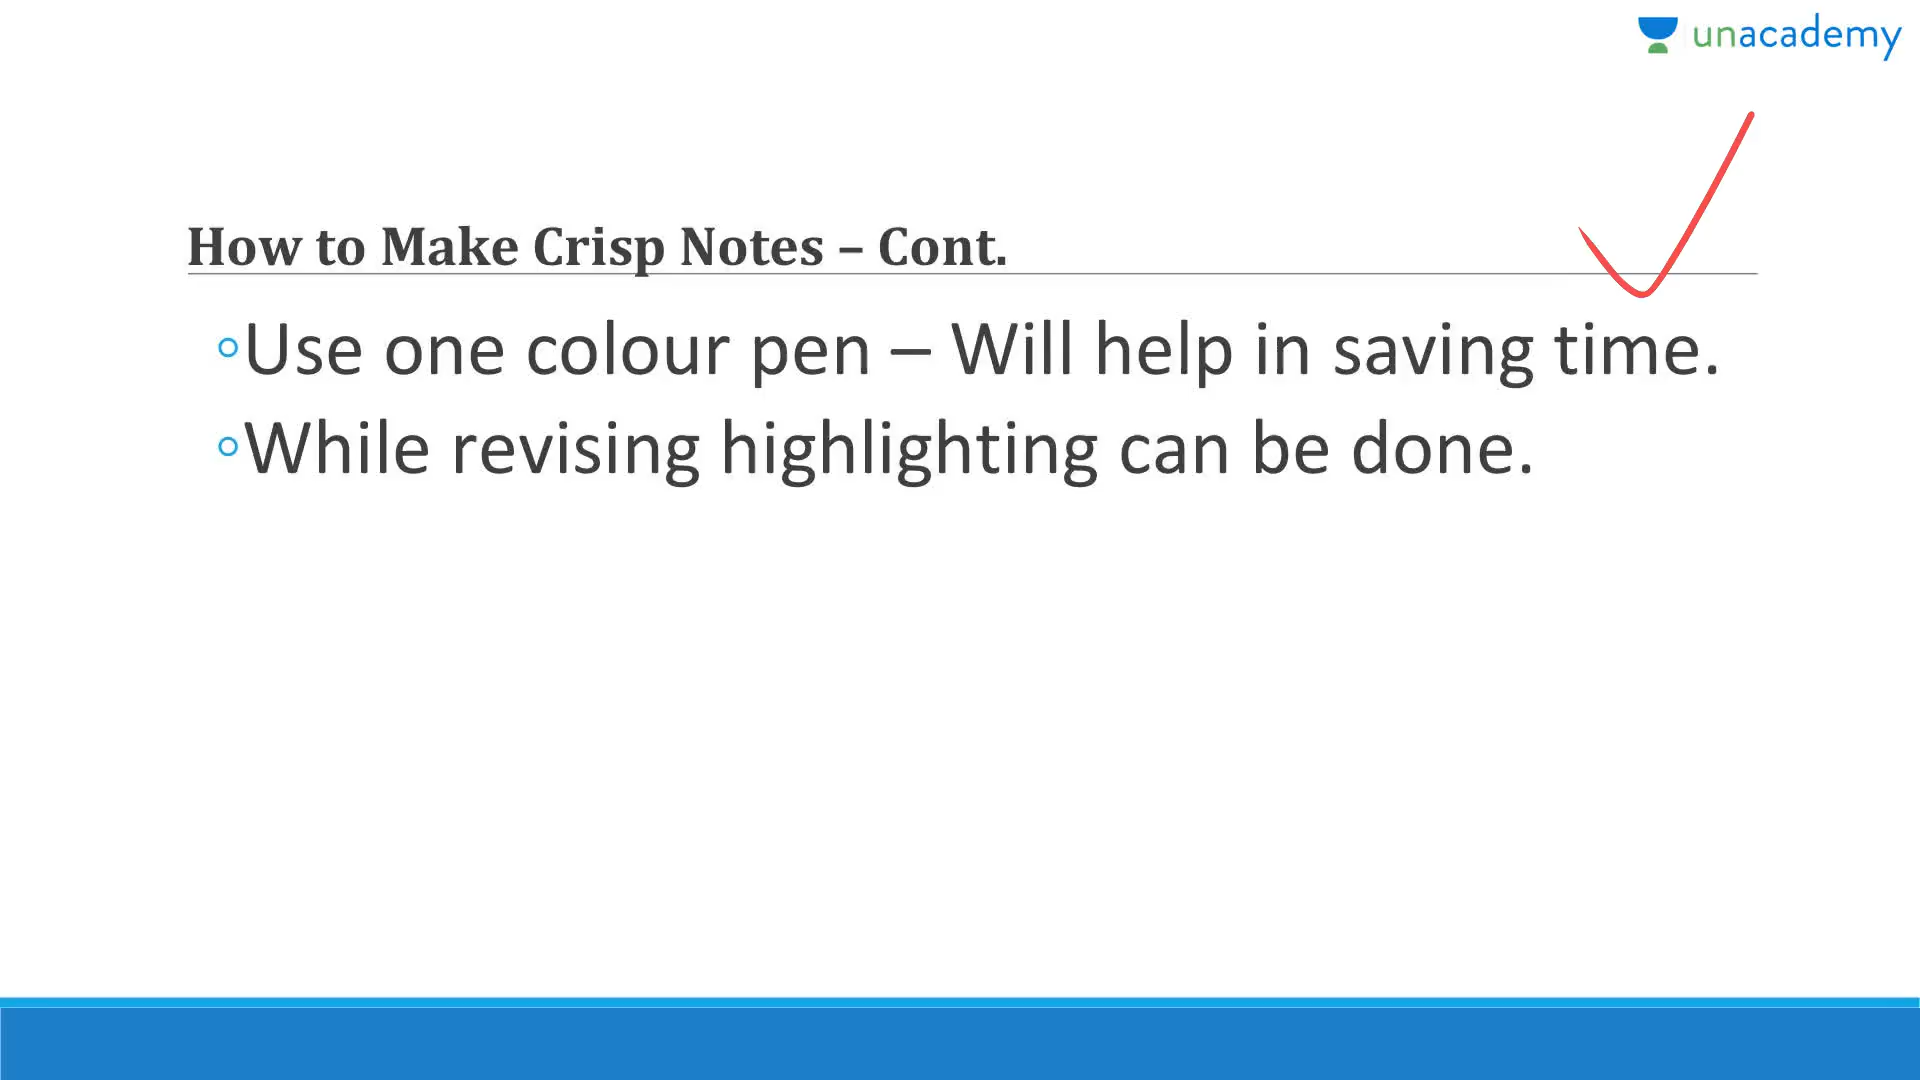 unacademy
How to Make Crisp Notes – Cont.
◦Use one colour pen – Will help in saving time.
◦While revising highlighting can be done.